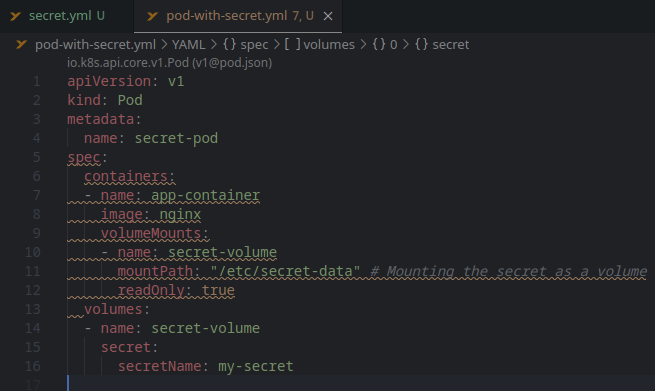 secret.yml U pod-with-secret.yml 7, U ×
pod-with-secret.yml > YAML > {} spec > [ ] volumes > {} 0 > {} secret
io.k8s.api.core.v1.Pod (v1@pod.json)
1 apiVersion: v1
2 kind: Pod
3 metadata:
4   name: secret-pod
5 spec:
6   containers:
7   - name: app-container
8     image: nginx
9     volumeMounts:
10     - name: secret-volume
11       mountPath: "/etc/secret-data" # Mounting the secret as a volume
12       readOnly: true
13   volumes:
14   - name: secret-volume
15     secret:
16       secretName: my-secret
17